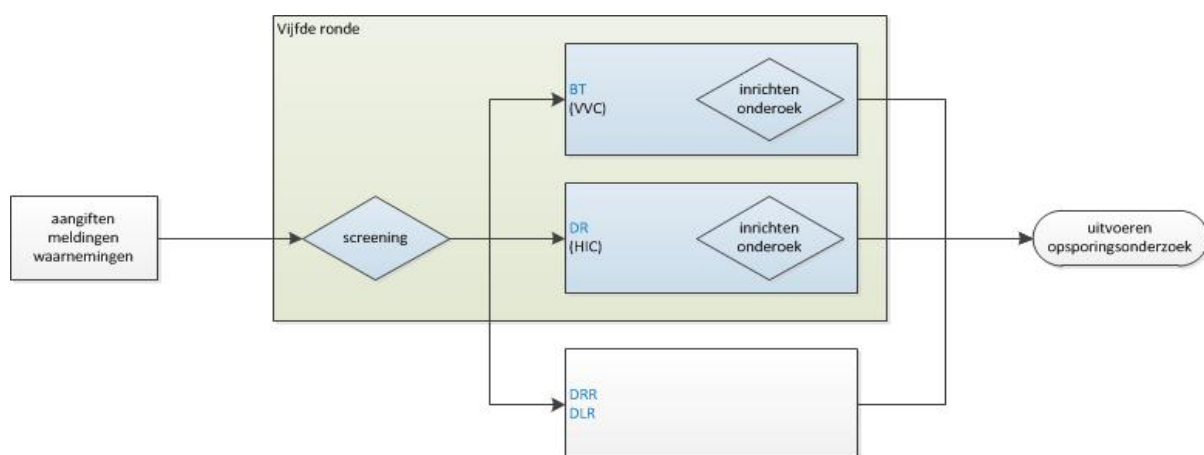 Vijfde ronde
BT
(VVC)
inrichten
onderoek
aangiften
meldingen
waarnemingen
screening
DR
(HIC)
inrichten
onderoek
uitvoeren
opsporingsonderzoek
DRR
DLR